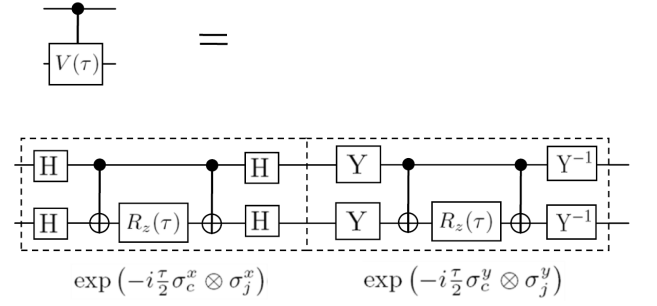 V(τ)
=
H H Y Y⁻¹
H R_z(τ) H Y R_z(τ) Y⁻¹
exp (−i τ/2 σ_c^x ⊗ σ_j^x) exp (−i τ/2 σ_c^y ⊗ σ_j^y)